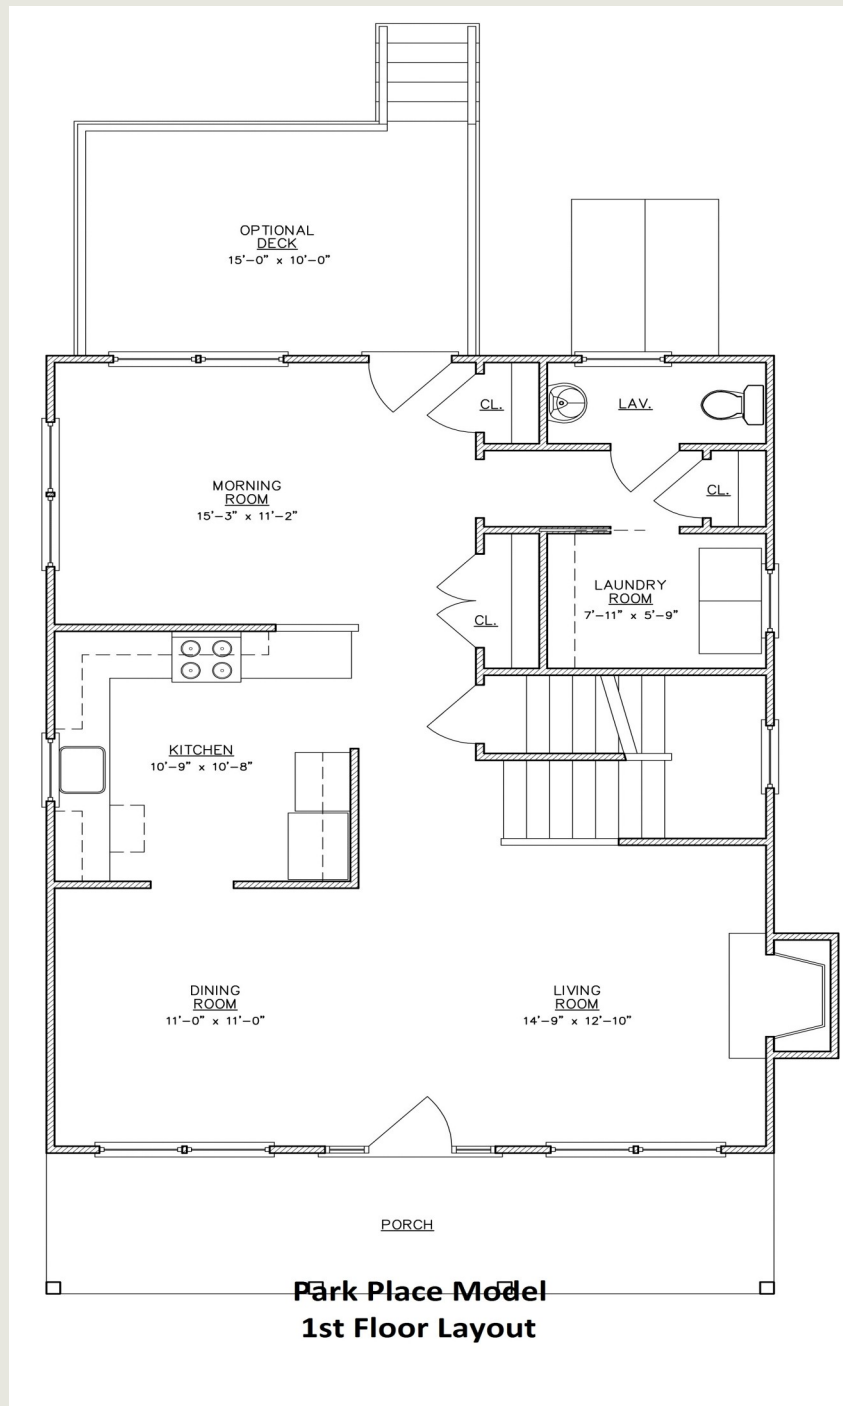 OPTIONAL
DECK
15'-0" x 10'-0"
CL.
LAV.
MORNING
ROOM
15'-3" x 11'-2"
CL.
LAUNDRY
ROOM
7'-11" x 5'-9"
CL.
KITCHEN
10'-9" x 10'-8"
DINING
ROOM
11'-0" x 11'-0"
LIVING
ROOM
14'-9" x 12'-10"
PORCH
Park Place Model
1st Floor Layout